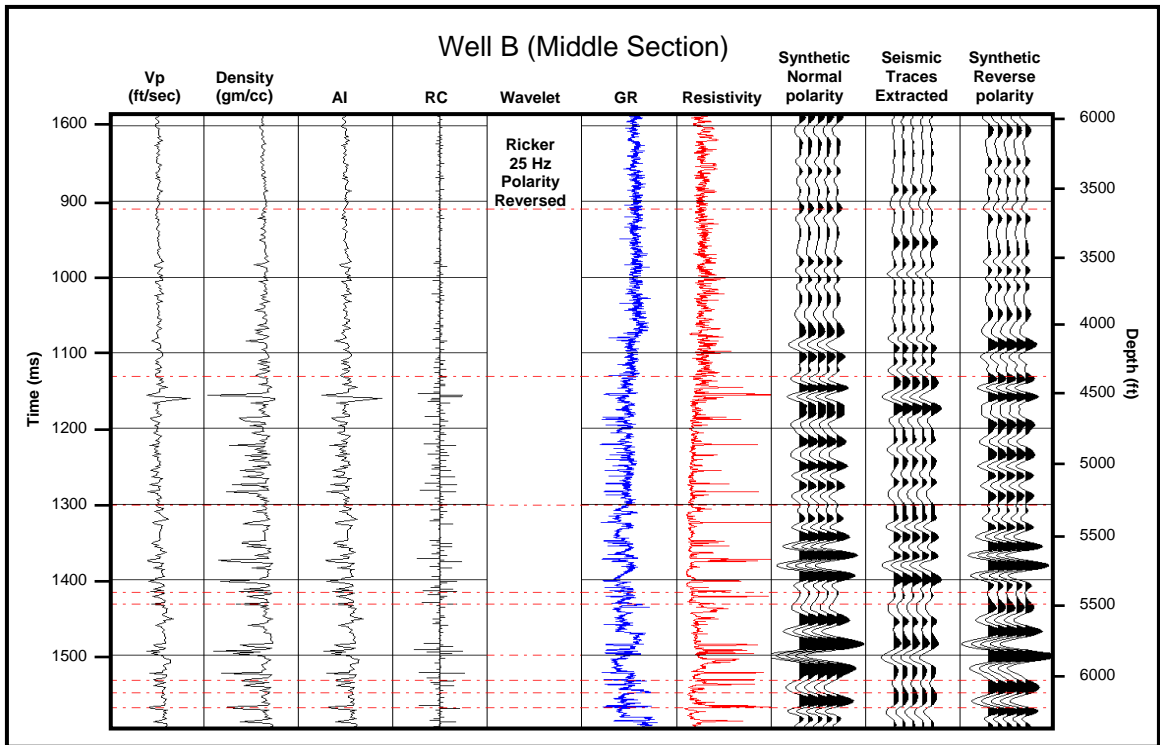 Well B (Middle Section)
Vp
(ft/sec)
Density
(gm/cc)
AI
RC
Wavelet
GR
Resistivity
Synthetic
Normal
polarity
Seismic
Traces
Extracted
Synthetic
Reverse
polarity
Ricker
25 Hz
Polarity
Reversed
Time (ms)
1600
900
1000
1100
1200
1300
1400
1500
Depth (ft)
6000
3500
3500
4000
4500
5000
5500
5500
6000